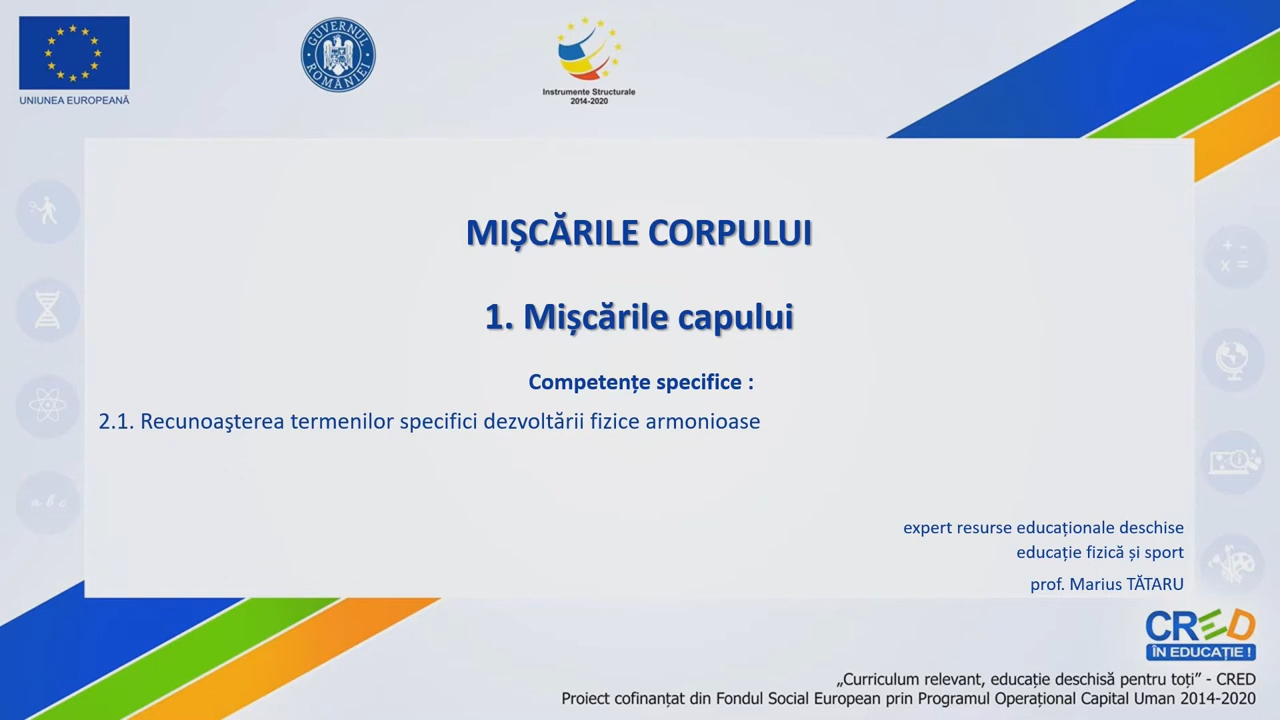 UNIUNEA EUROPEANĂ
GUVERNUL ROMÂNIEI
Instrumente Structurale
2014-2020
MIȘCĂRILE CORPULUI
1. Mișcările capului
Competențe specifice :
2.1. Recunoaşterea termenilor specifici dezvoltării fizice armonioase
a b c
+ -
x =
expert resurse educaționale deschise
educație fizică și sport
prof. Marius TĂTARU
CRED
ÎN EDUCAȚIE !
„Curriculum relevant, educație deschisă pentru toți” - CRED
Proiect cofinanțat din Fondul Social European prin Programul Operațional Capital Uman 2014-2020